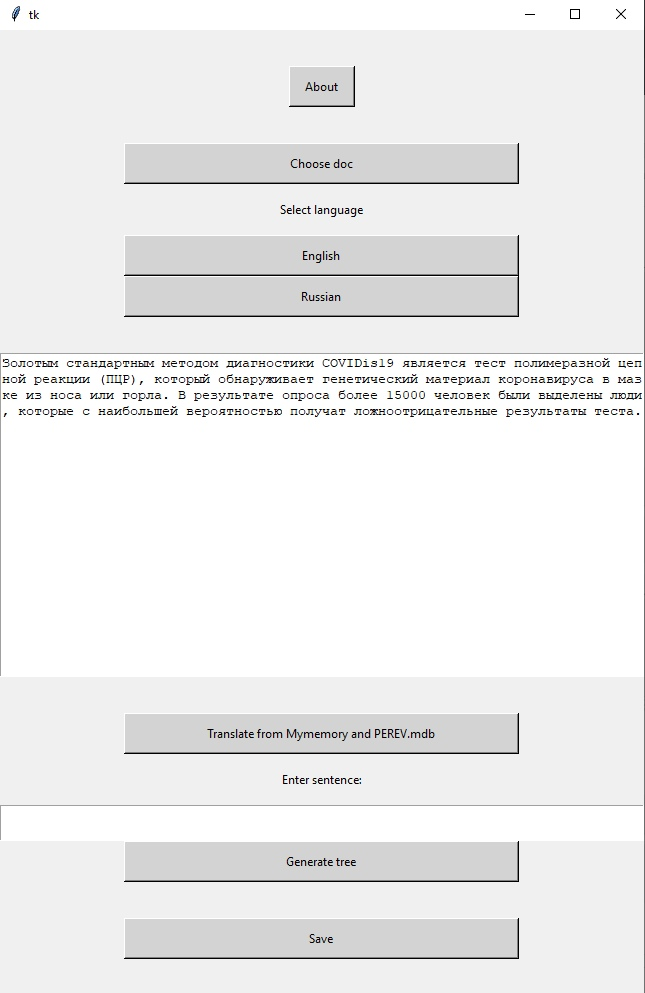 tk
About
Choose doc
Select language
English
Russian
Золотым стандартным методом диагностики COVIDis19 является тест полимеразной цеп
ной реакции (ПЦР), который обнаруживает генетический материал коронавируса в маз
ке из носа или горла. В результате опроса более 15000 человек были выделены люди
, которые с наибольшей вероятностью получат ложноотрицательные результаты теста.
Translate from Mymemory and PEREV.mdb
Enter sentence:
Generate tree
Save